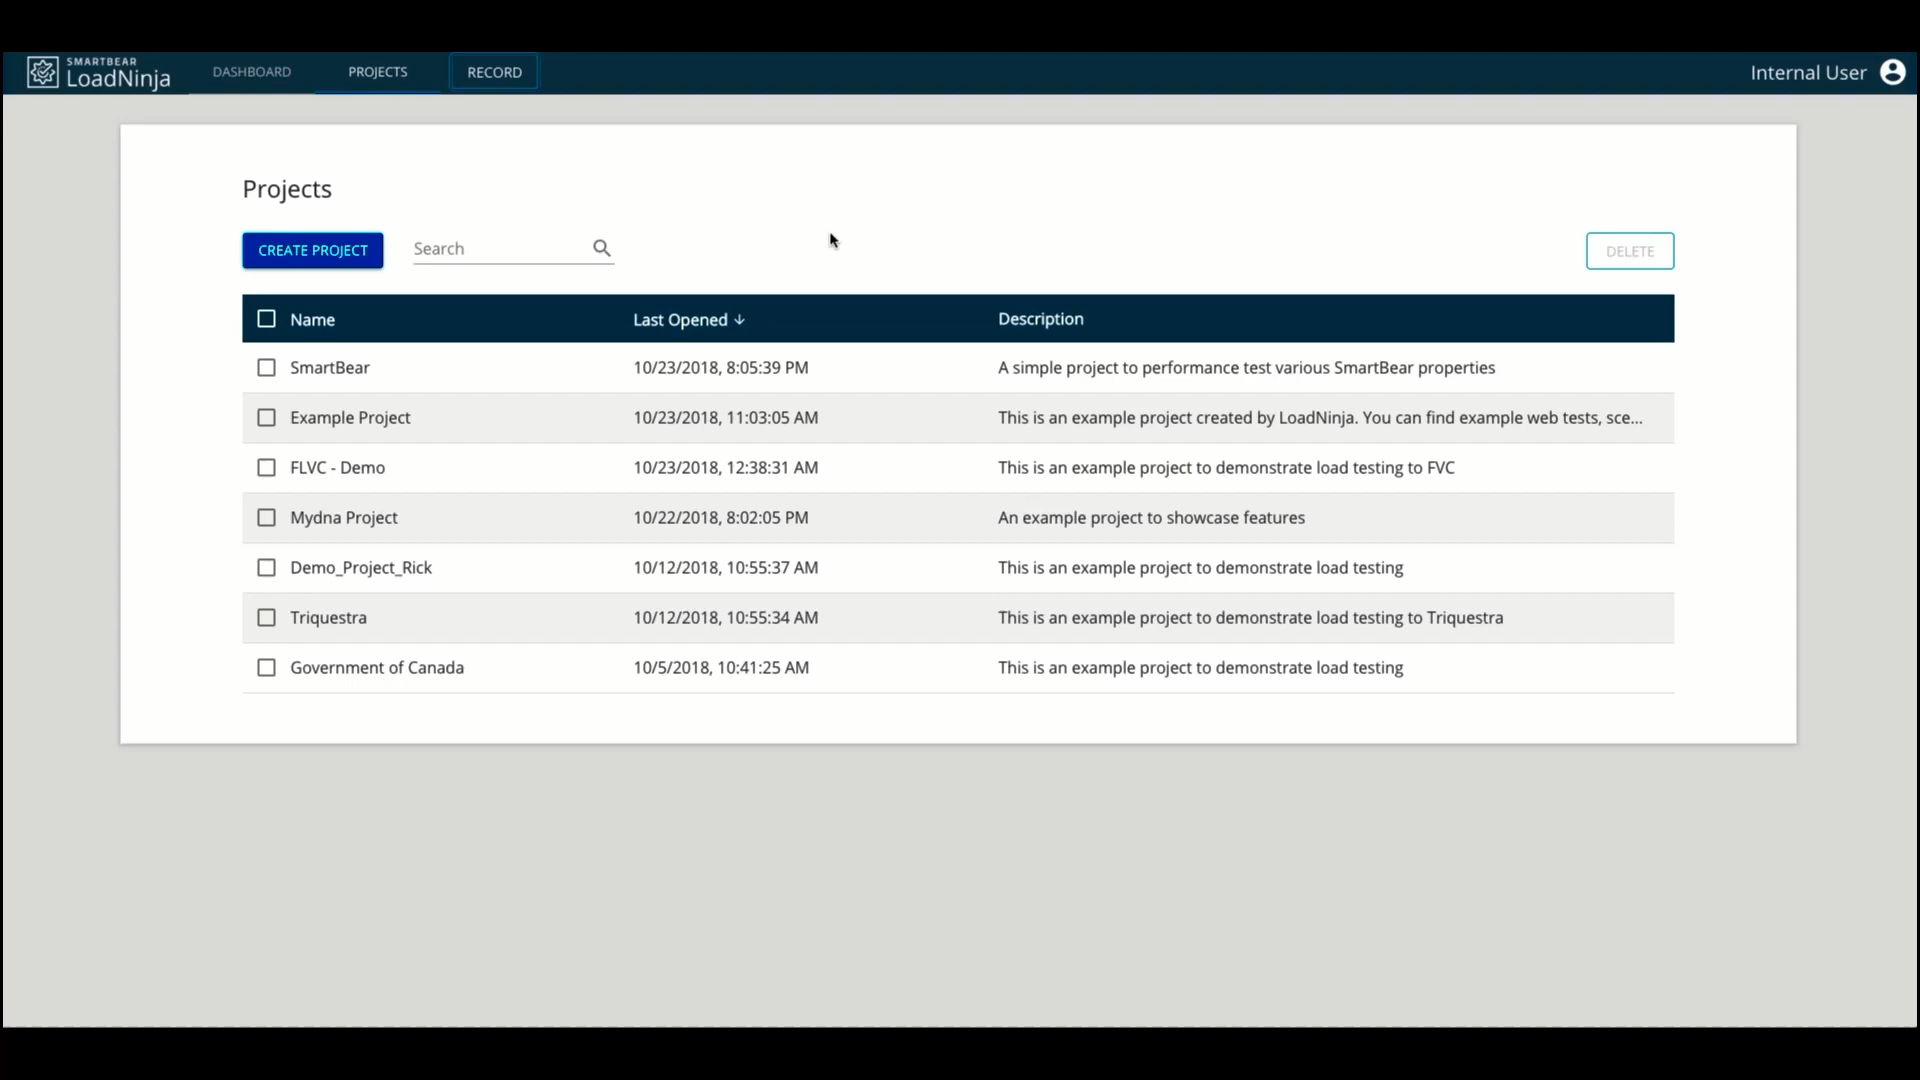 SMARTBEAR
LoadNinja
DASHBOARD
PROJECTS
RECORD
Internal User
Projects
CREATE PROJECT
Search
DELETE
Name Last Opened Description
SmartBear 10/23/2018, 8:05:39 PM A simple project to performance test various SmartBear properties
Example Project 10/23/2018, 11:03:05 AM This is an example project created by LoadNinja. You can find example web tests, sce...
FLVC - Demo 10/23/2018, 12:38:31 AM This is an example project to demonstrate load testing to FVC
Mydna Project 10/22/2018, 8:02:05 PM An example project to showcase features
Demo_Project_Rick 10/12/2018, 10:55:37 AM This is an example project to demonstrate load testing
Triquestra 10/12/2018, 10:55:34 AM This is an example project to demonstrate load testing to Triquestra
Government of Canada 10/5/2018, 10:41:25 AM This is an example project to demonstrate load testing